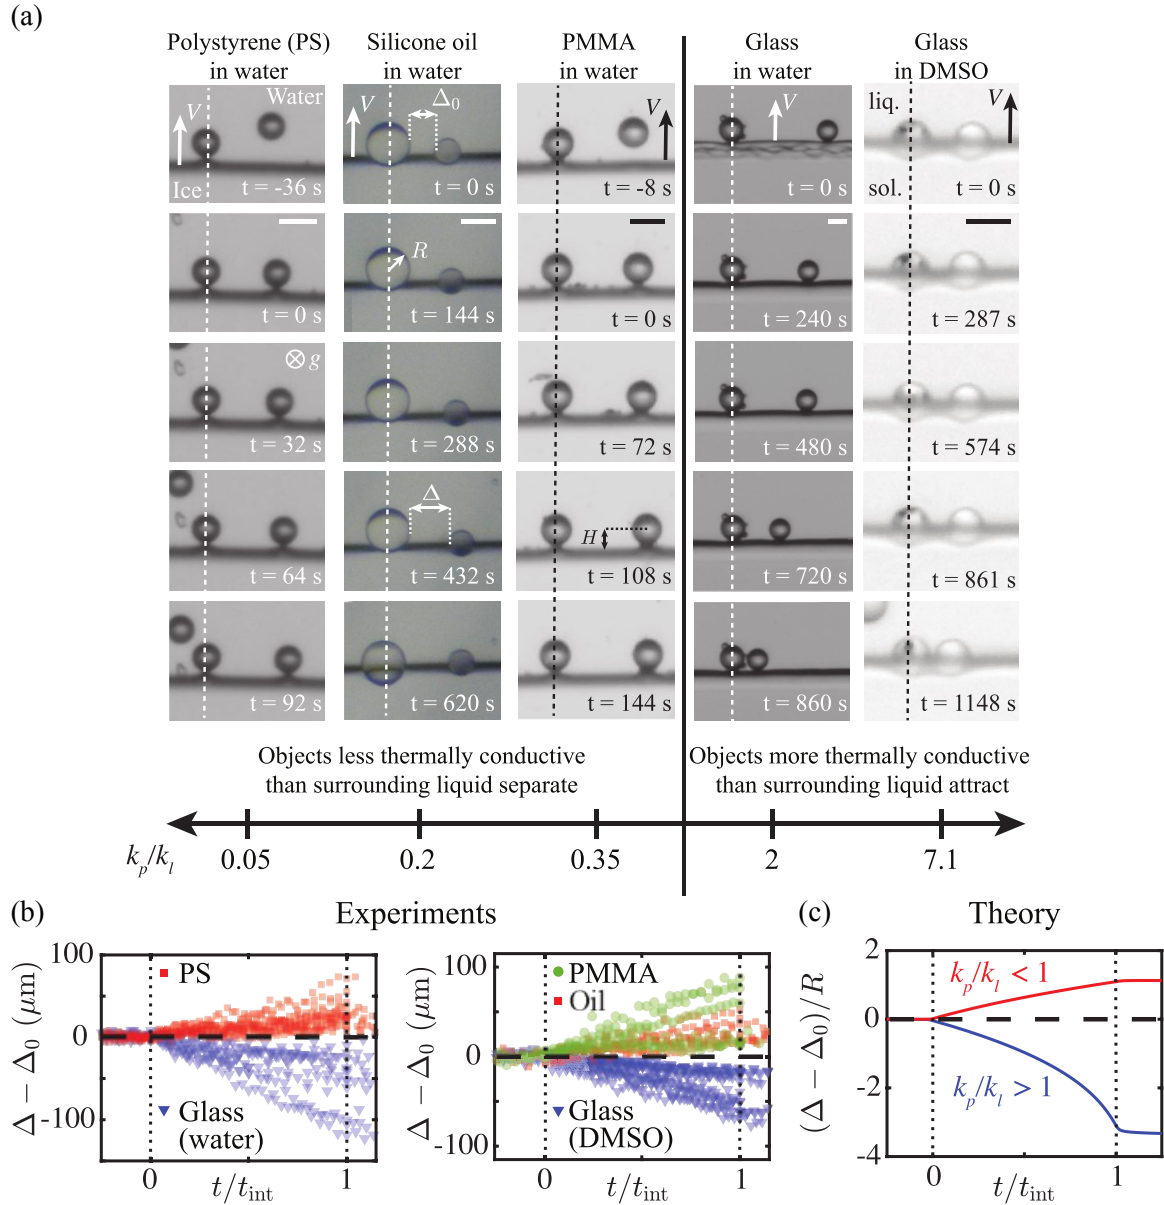 (a)
Polystyrene (PS)
in water
Silicone oil
in water
PMMA
in water
Glass
in water
Glass
in DMSO
Water
V
Ice
t = -36 s
V
Δ₀
t = 0 s
V
t = -8 s
V
t = 0 s
liq.
V
sol.
t = 0 s
t = 0 s
R
t = 144 s
t = 0 s
t = 240 s
t = 287 s
⊗ g
t = 32 s
t = 288 s
t = 72 s
t = 480 s
t = 574 s
t = 64 s
Δ
t = 432 s
H
t = 108 s
t = 720 s
t = 861 s
t = 92 s
t = 620 s
t = 144 s
t = 860 s
t = 1148 s
Objects less thermally conductive
than surrounding liquid separate
Objects more thermally conductive
than surrounding liquid attract
kₚ/kₗ
0.05
0.2
0.35
2
7.1
(b)
Experiments
Δ − Δ₀ (μm)
100
0
-100
PS
Glass
(water)
0
1
t/t_int
Δ − Δ₀ (μm)
100
0
-100
PMMA
Oil
Glass
(DMSO)
0
1
t/t_int
(c)
Theory
(Δ − Δ₀)/R
2
0
-2
-4
kₚ/kₗ < 1
kₚ/kₗ > 1
0
1
t/t_int